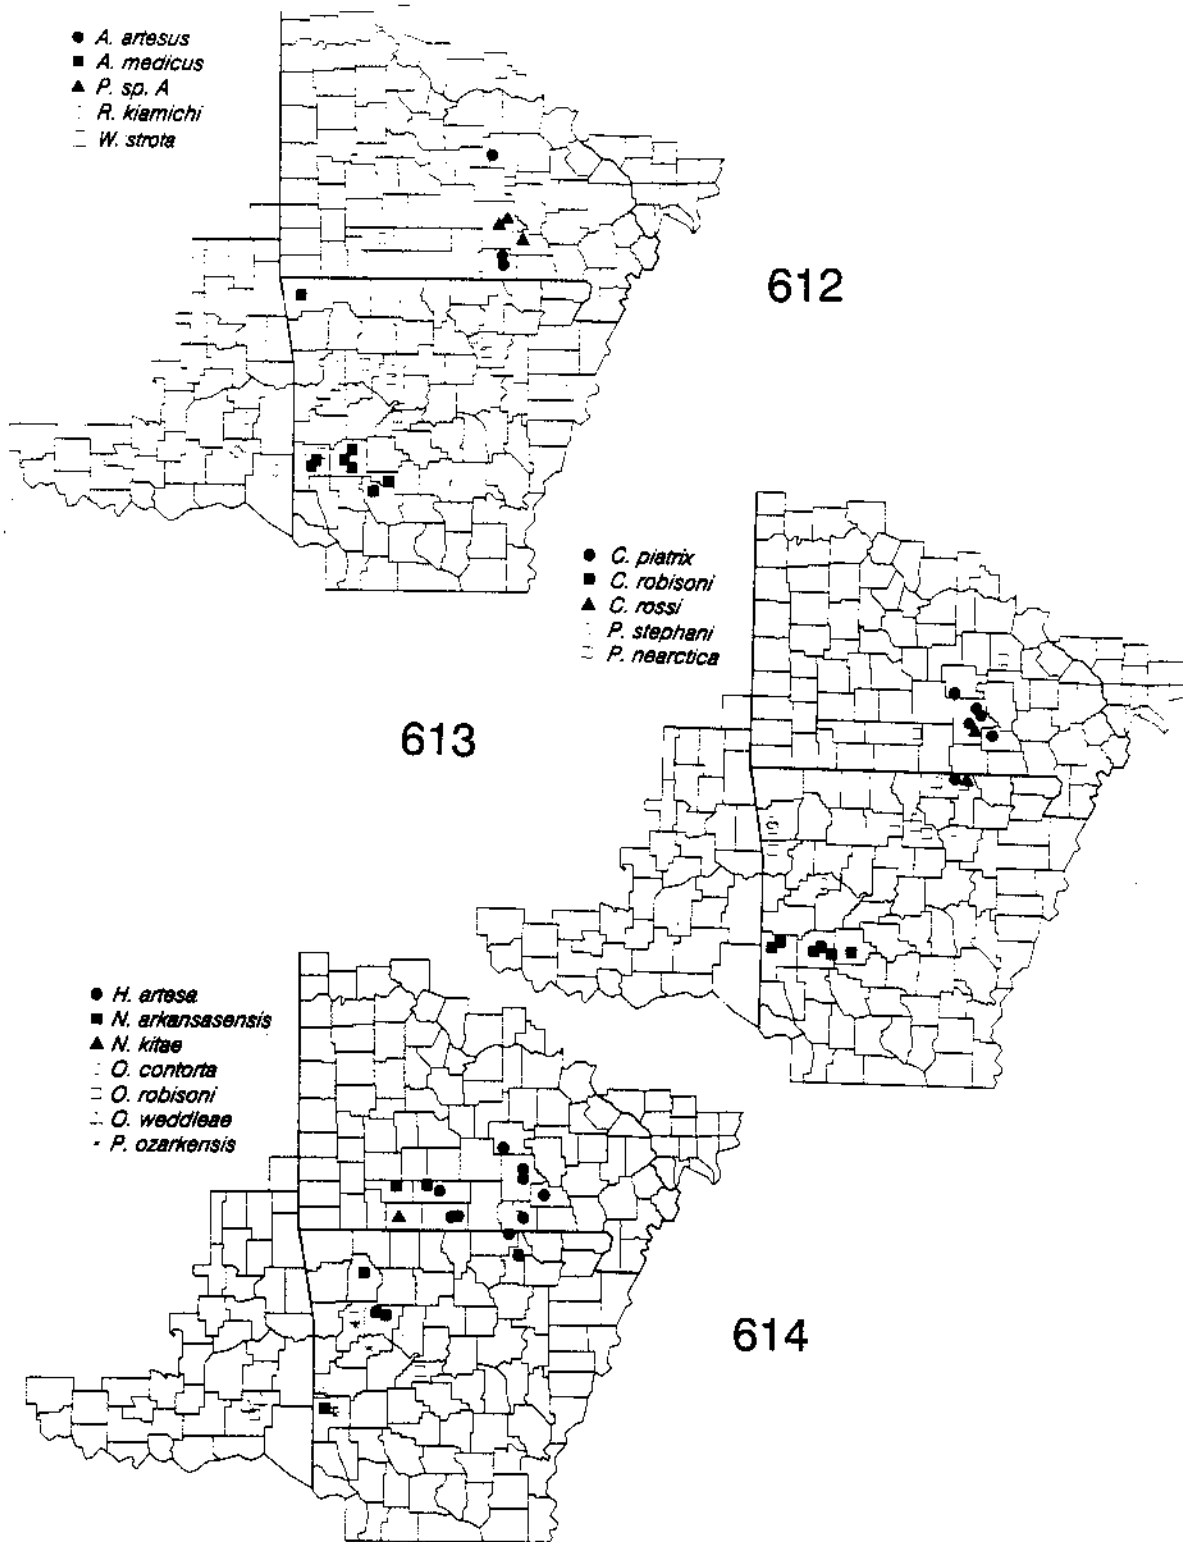 A. artesus
A. medicus
P. sp. A
R. kiamichi
W. strota
612
C. piatrix
C. robisoni
C. rossi
P. stephani
P. nearctica
613
H. artesa
N. arkansasensis
N. kitae
O. contorta
O. robisoni
O. weddleae
P. ozarkensis
614